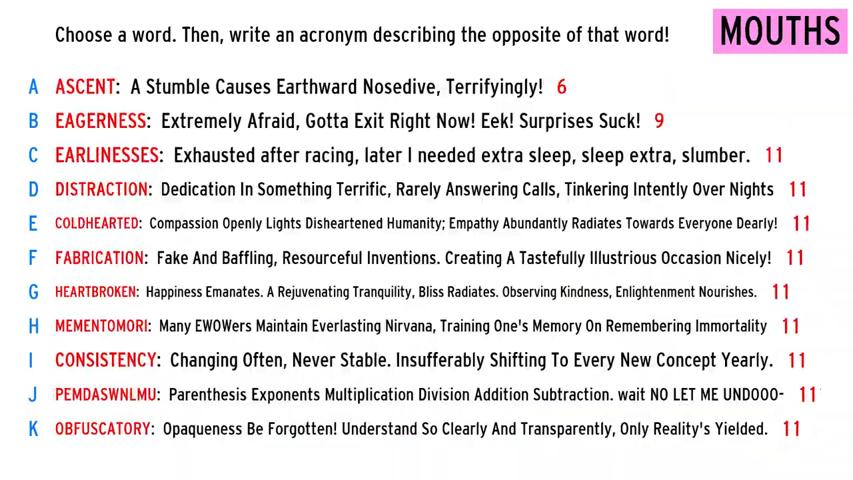 Choose a word. Then, write an acronym describing the opposite of that word!
MOUTHS
A ASCENT: A Stumble Causes Earthward Nosedive, Terrifyingly! 6
B EAGERNESS: Extremely Afraid, Gotta Exit Right Now! Eek! Surprises Suck! 9
C EARLINESSES: Exhausted after racing, later I needed extra sleep, sleep extra, slumber. 11
D DISTRACTION: Dedication In Something Terrific, Rarely Answering Calls, Tinkering Intently Over Nights 11
E COLDHEARTED: Compassion Openly Lights Disheartened Humanity; Empathy Abundantly Radiates Towards Everyone Dearly! 11
F FABRICATION: Fake And Baffling, Resourceful Inventions. Creating A Tastefully Illustrious Occasion Nicely! 11
G HEARTBROKEN: Happiness Emanates. A Rejuvenating Tranquility, Bliss Radiates. Observing Kindness, Enlightenment Nourishes. 11
H MEMENTOMORI: Many EWOWers Maintain Everlasting Nirvana, Training One's Memory On Remembering Immortality 11
I CONSISTENCY: Changing Often, Never Stable. Insufferably Shifting To Every New Concept Yearly. 11
J PEMDASWNLMU: Parenthesis Exponents Multiplication Division Addition Subtraction. wait NO LET ME UNDOOO- 11
K OBFUSCATORY: Opaqueness Be Forgotten! Understand So Clearly And Transparently, Only Reality's Yielded. 11